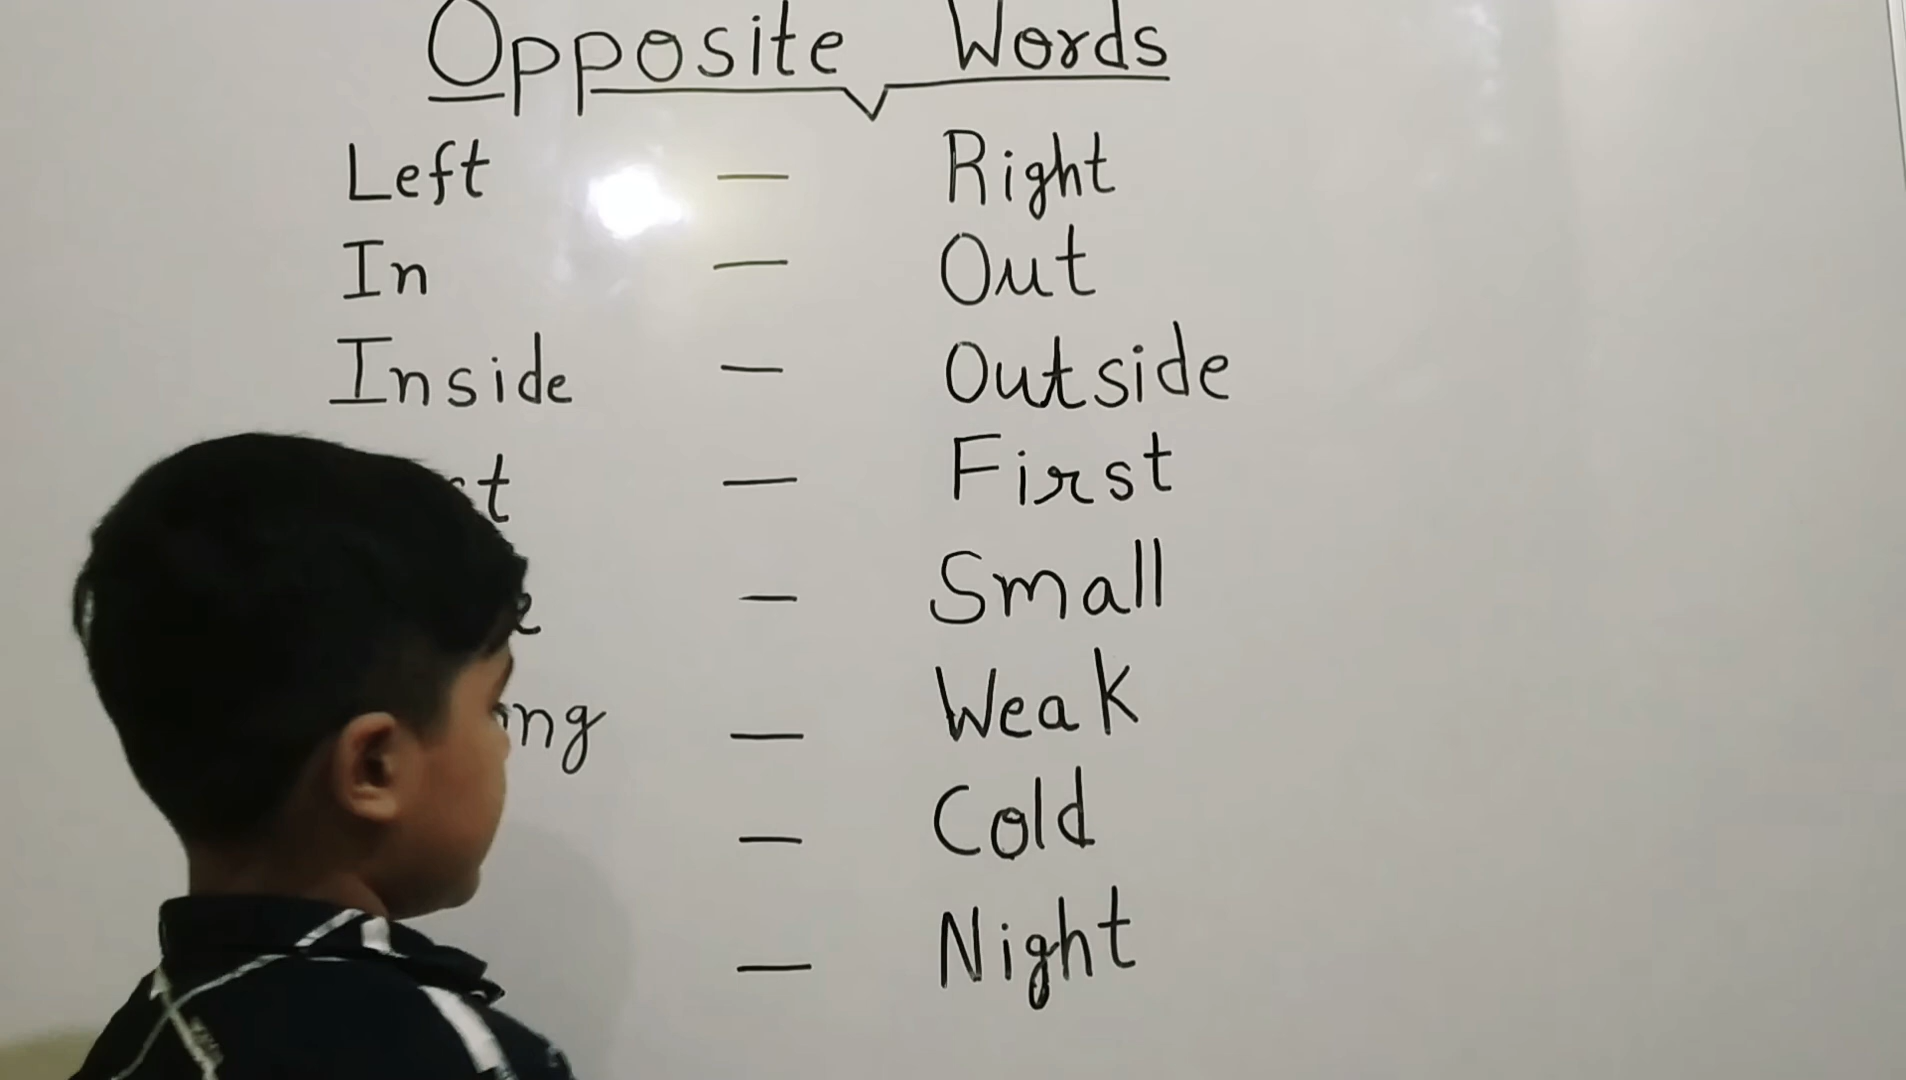 Opposite Words
Left — Right
In — Out
Inside — Outside
— First
— Small
— Weak
— Cold
— Night